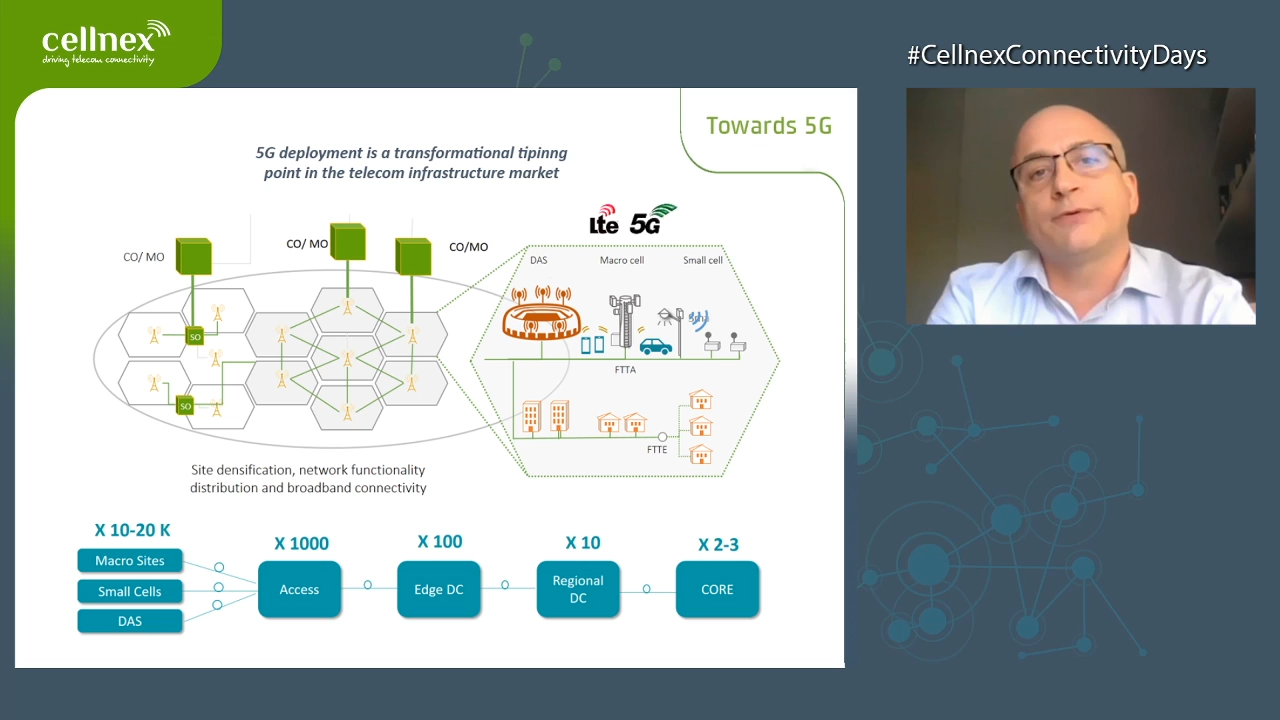 cellnex
driving telecom connectivity
#CellnexConnectivityDays
Towards 5G
5G deployment is a transformational tipinng
point in the telecom infrastructure market
Lte 5G
CO/ MO
CO/ MO
CO/MO
DAS
Macro cell
Small cell
SO
SO
FTTA
FTTE
Site densification, network functionality
distribution and broadband connectivity
X 10-20 K
X 1000
X 100
X 10
X 2-3
Macro Sites
Small Cells
DAS
Access
Edge DC
Regional
DC
CORE